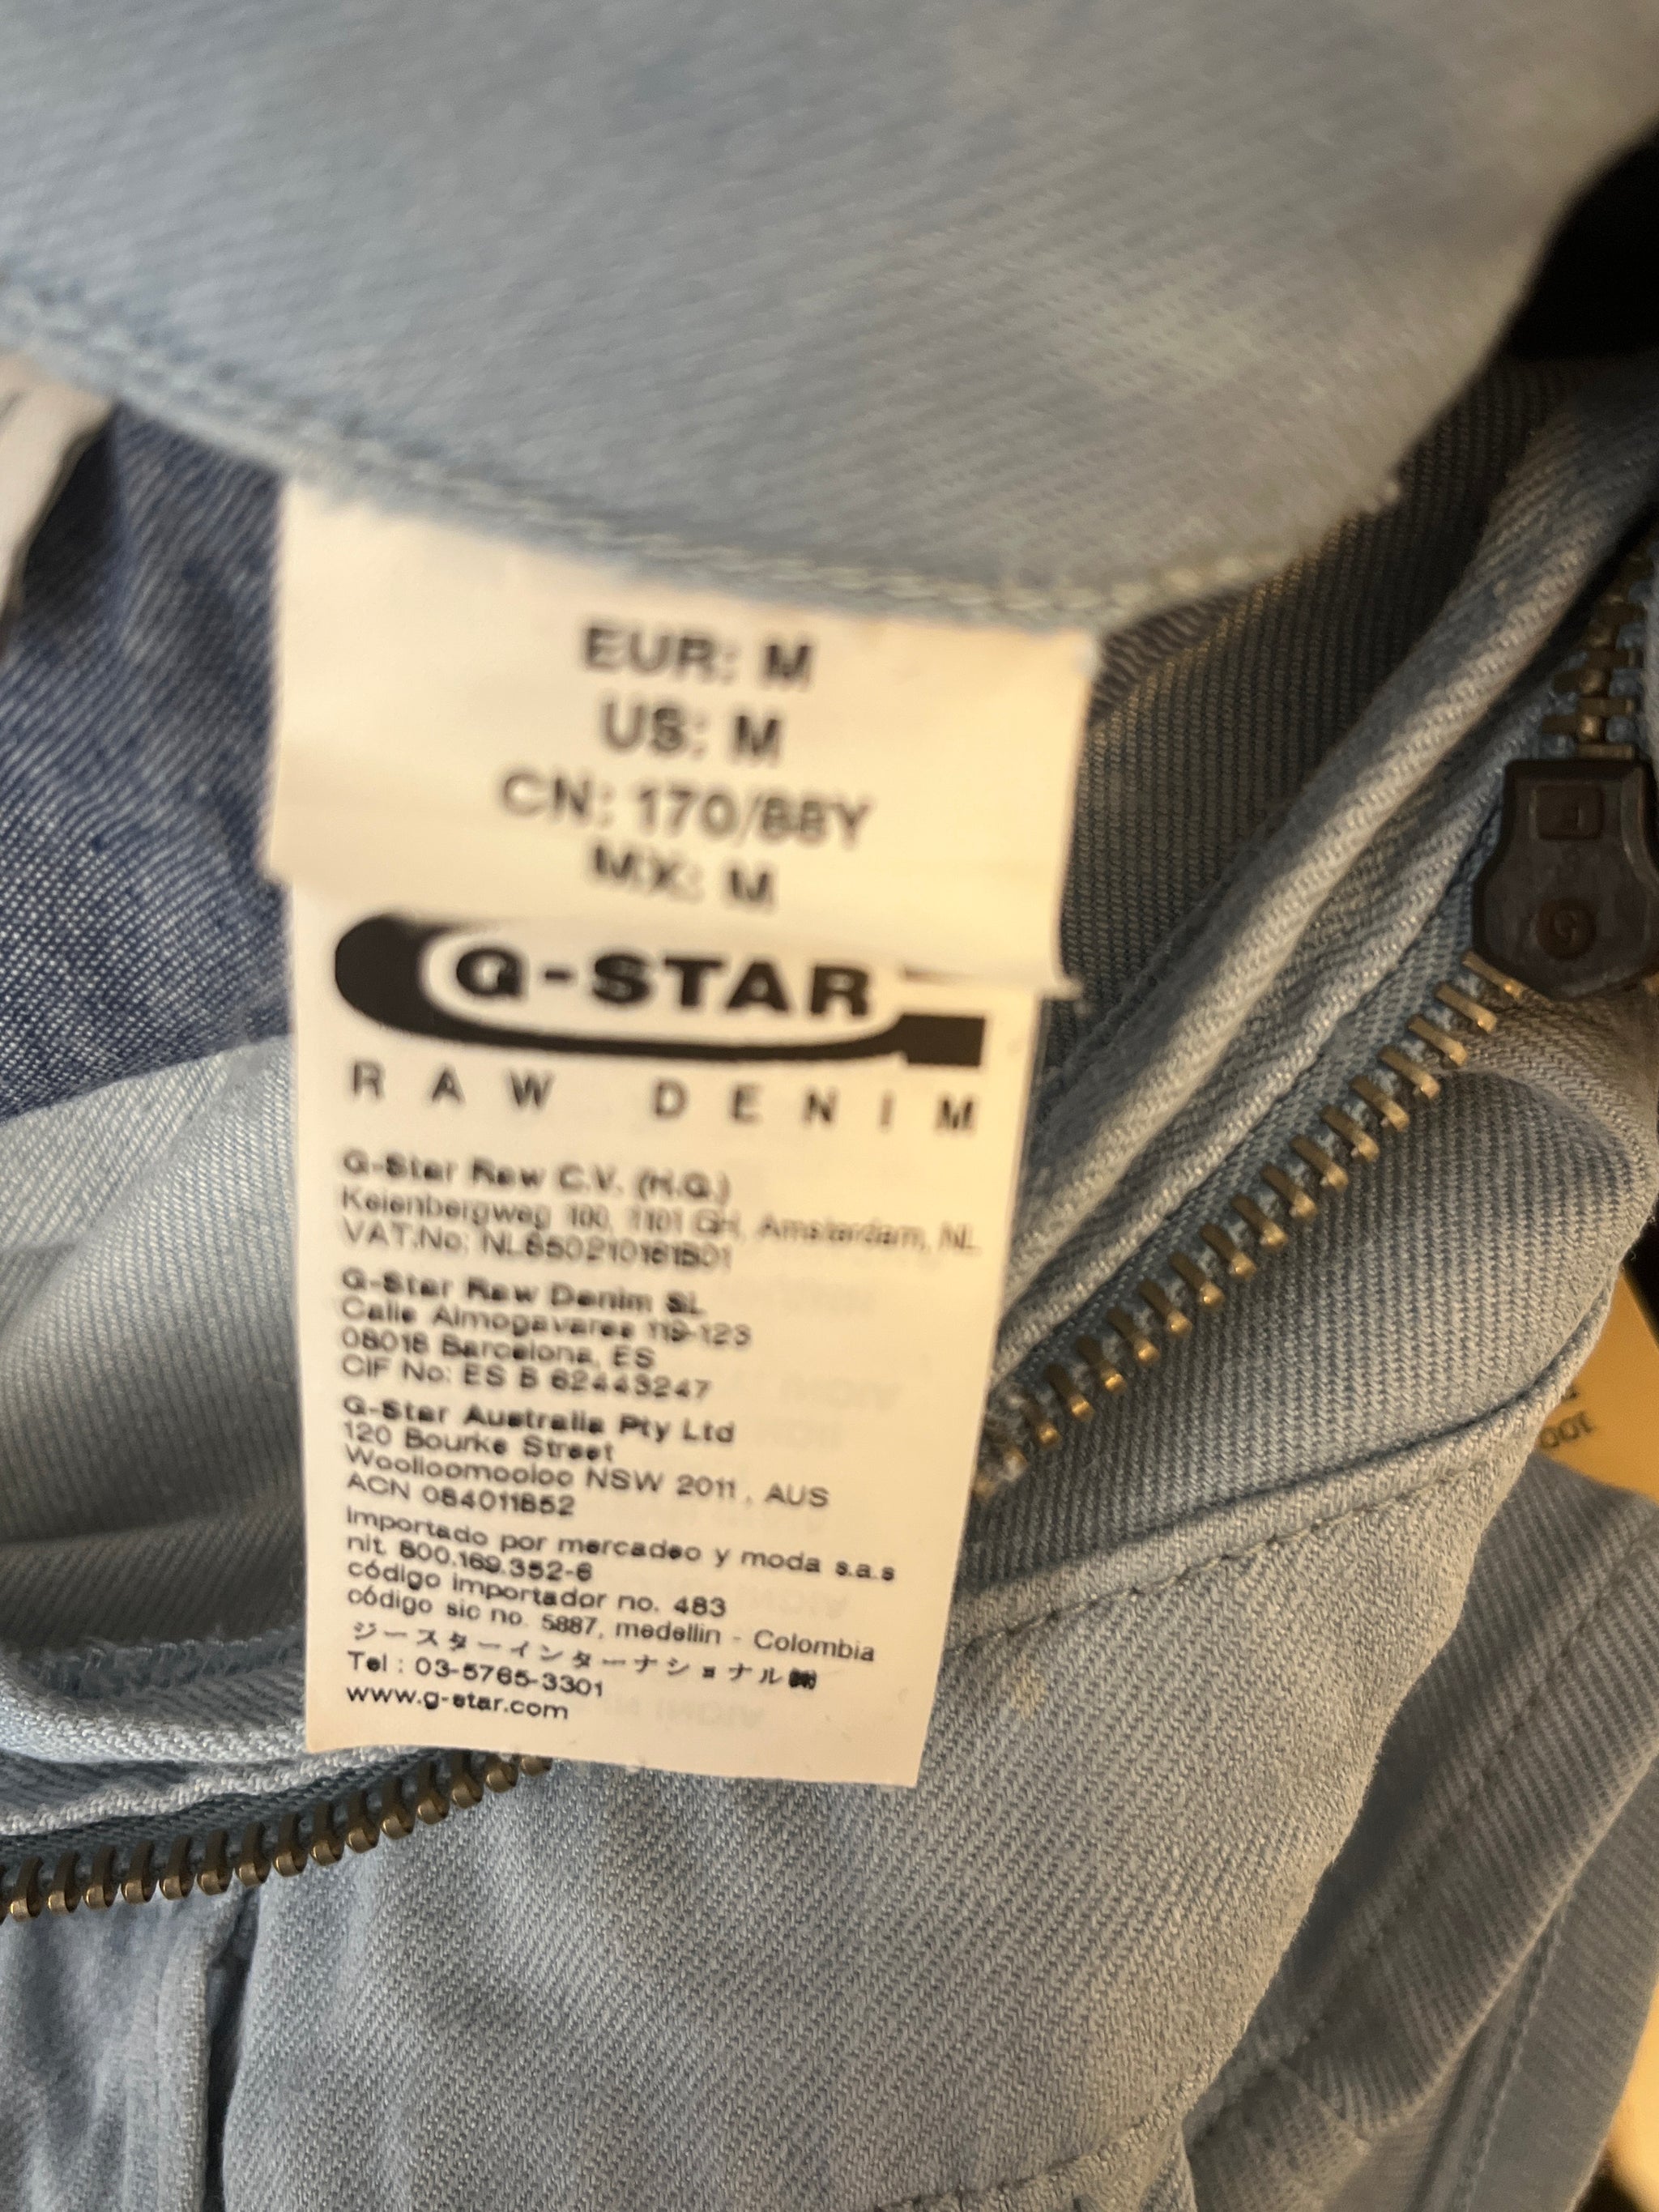 EUR: M
US: M
CN: 170/88Y
MX: M
G-STAR
RAW DENIM
G-Star Raw C.V. (H.G.)
Keienbergweg 100, 1101 GH, Amsterdam, NL
VAT.No: NL850210161B01
G-Star Raw Denim SL
Calle Almogavares 119-123
08018 Barcelona, ES
CIF No: ES B 62443247
G-Star Australia Pty Ltd
120 Bourke Street
Woolloomooloo NSW 2011, AUS
ACN 084011852
Importado por mercadeo y moda s.a.s
nit. 800.169.352-6
código importador no. 483
código sic no. 5887, medellin - Colombia
ジースターインターナショナル㈱
Tel : 03-5765-3301
www.g-star.com